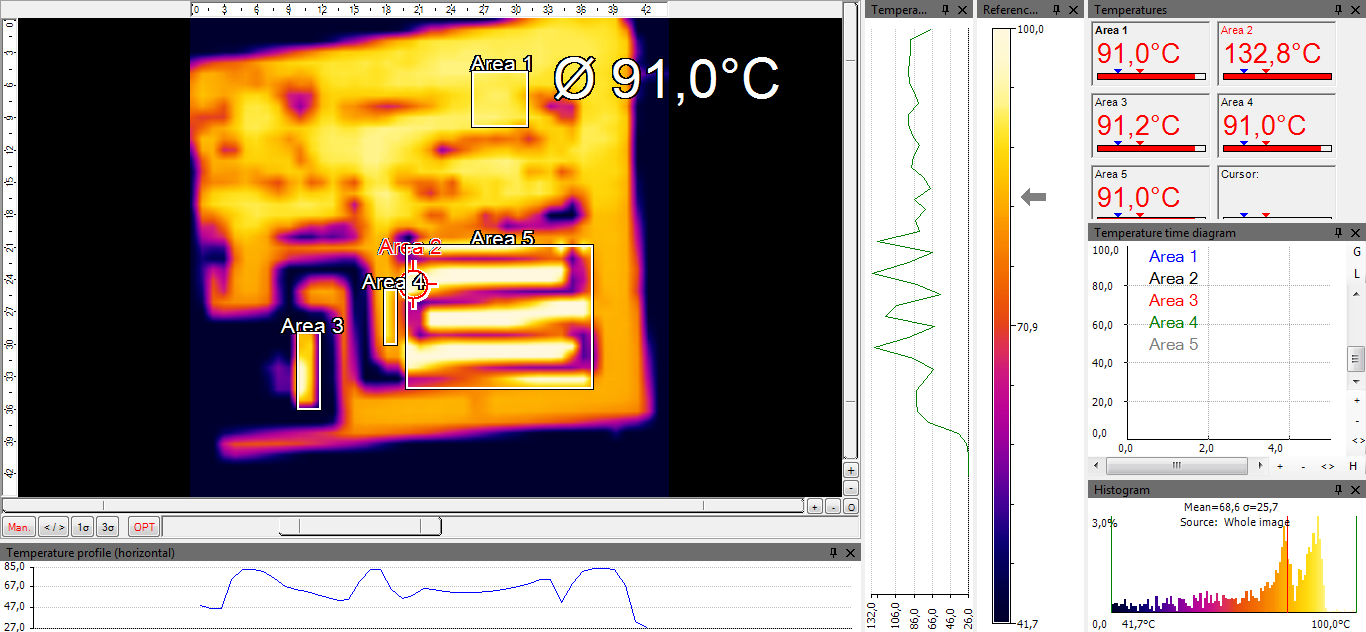 0 3 6 9 12 15 18 21 24 27 30 33 36 39 42
0
3
6
9
12
15
18
21
24
27
30
33
36
39
42
Area 1
Ø 91,0°C
Area 2
Area 5
Area 4
Area 3
+
-
+ - O
Man. < / > 1σ 3σ OPT
Temperature profile (horizontal)
85,0
67,0
47,0
27,0
Tempera...
132,0 106,0 86,0 66,0 46,0 26,0
Referenc...
100,0
70,9
41,7
Temperatures
Area 1
91,0°C
Area 2
132,8°C
Area 3
91,2°C
Area 4
91,0°C
Area 5
91,0°C
Cursor:
Temperature time diagram
100,0
80,0
60,0
40,0
20,0
0,0
Area 1
Area 2
Area 3
Area 4
Area 5
0,0 2,0 4,0
G
L
+
-
< >
+ - < > H
Histogram
Mean=68,6 σ=25,7
Source: Whole image
3,0%
0,0 41,7°C 100,0°C